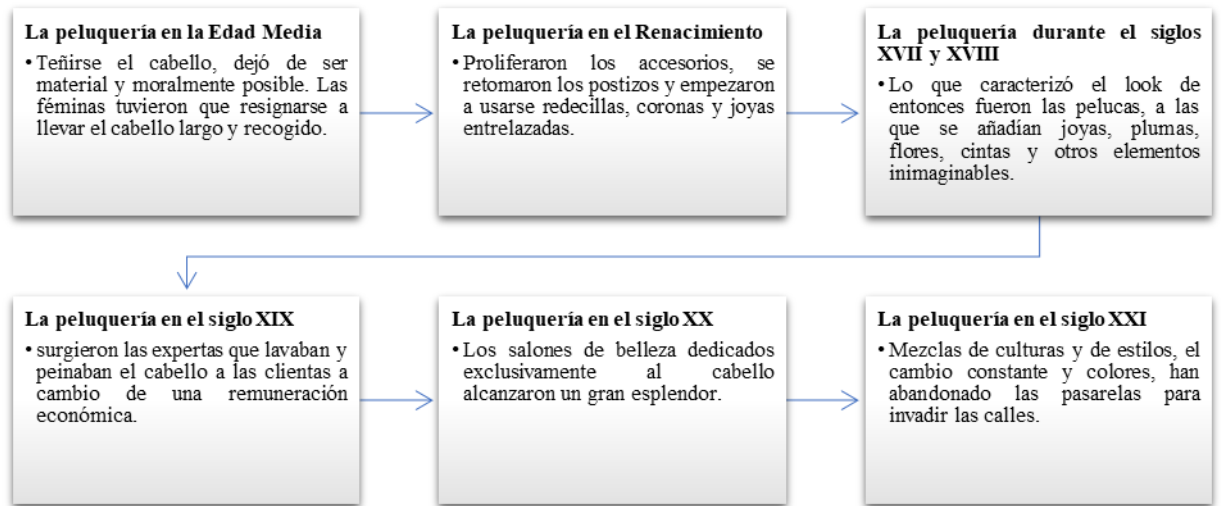 La peluquería en la Edad Media
• Teñirse el cabello, dejó de ser
material y moralmente posible. Las
féminas tuvieron que resignarse a
llevar el cabello largo y recogido.
La peluquería en el Renacimiento
• Proliferaron los accesorios, se
retomaron los postizos y empezaron
a usarse redecillas, coronas y joyas
entrelazadas.
La peluquería durante el siglos
XVII y XVIII
• Lo que caracterizó el look de
entonces fueron las pelucas, a las
que se añadían joyas, plumas,
flores, cintas y otros elementos
inimaginables.
La peluquería en el siglo XIX
• surgieron las expertas que lavaban y
peinaban el cabello a las clientas a
cambio de una remuneración
económica.
La peluquería en el siglo XX
• Los salones de belleza dedicados
exclusivamente al cabello
alcanzaron un gran esplendor.
La peluquería en el siglo XXI
• Mezclas de culturas y de estilos, el
cambio constante y colores, han
abandonado las pasarelas para
invadir las calles.